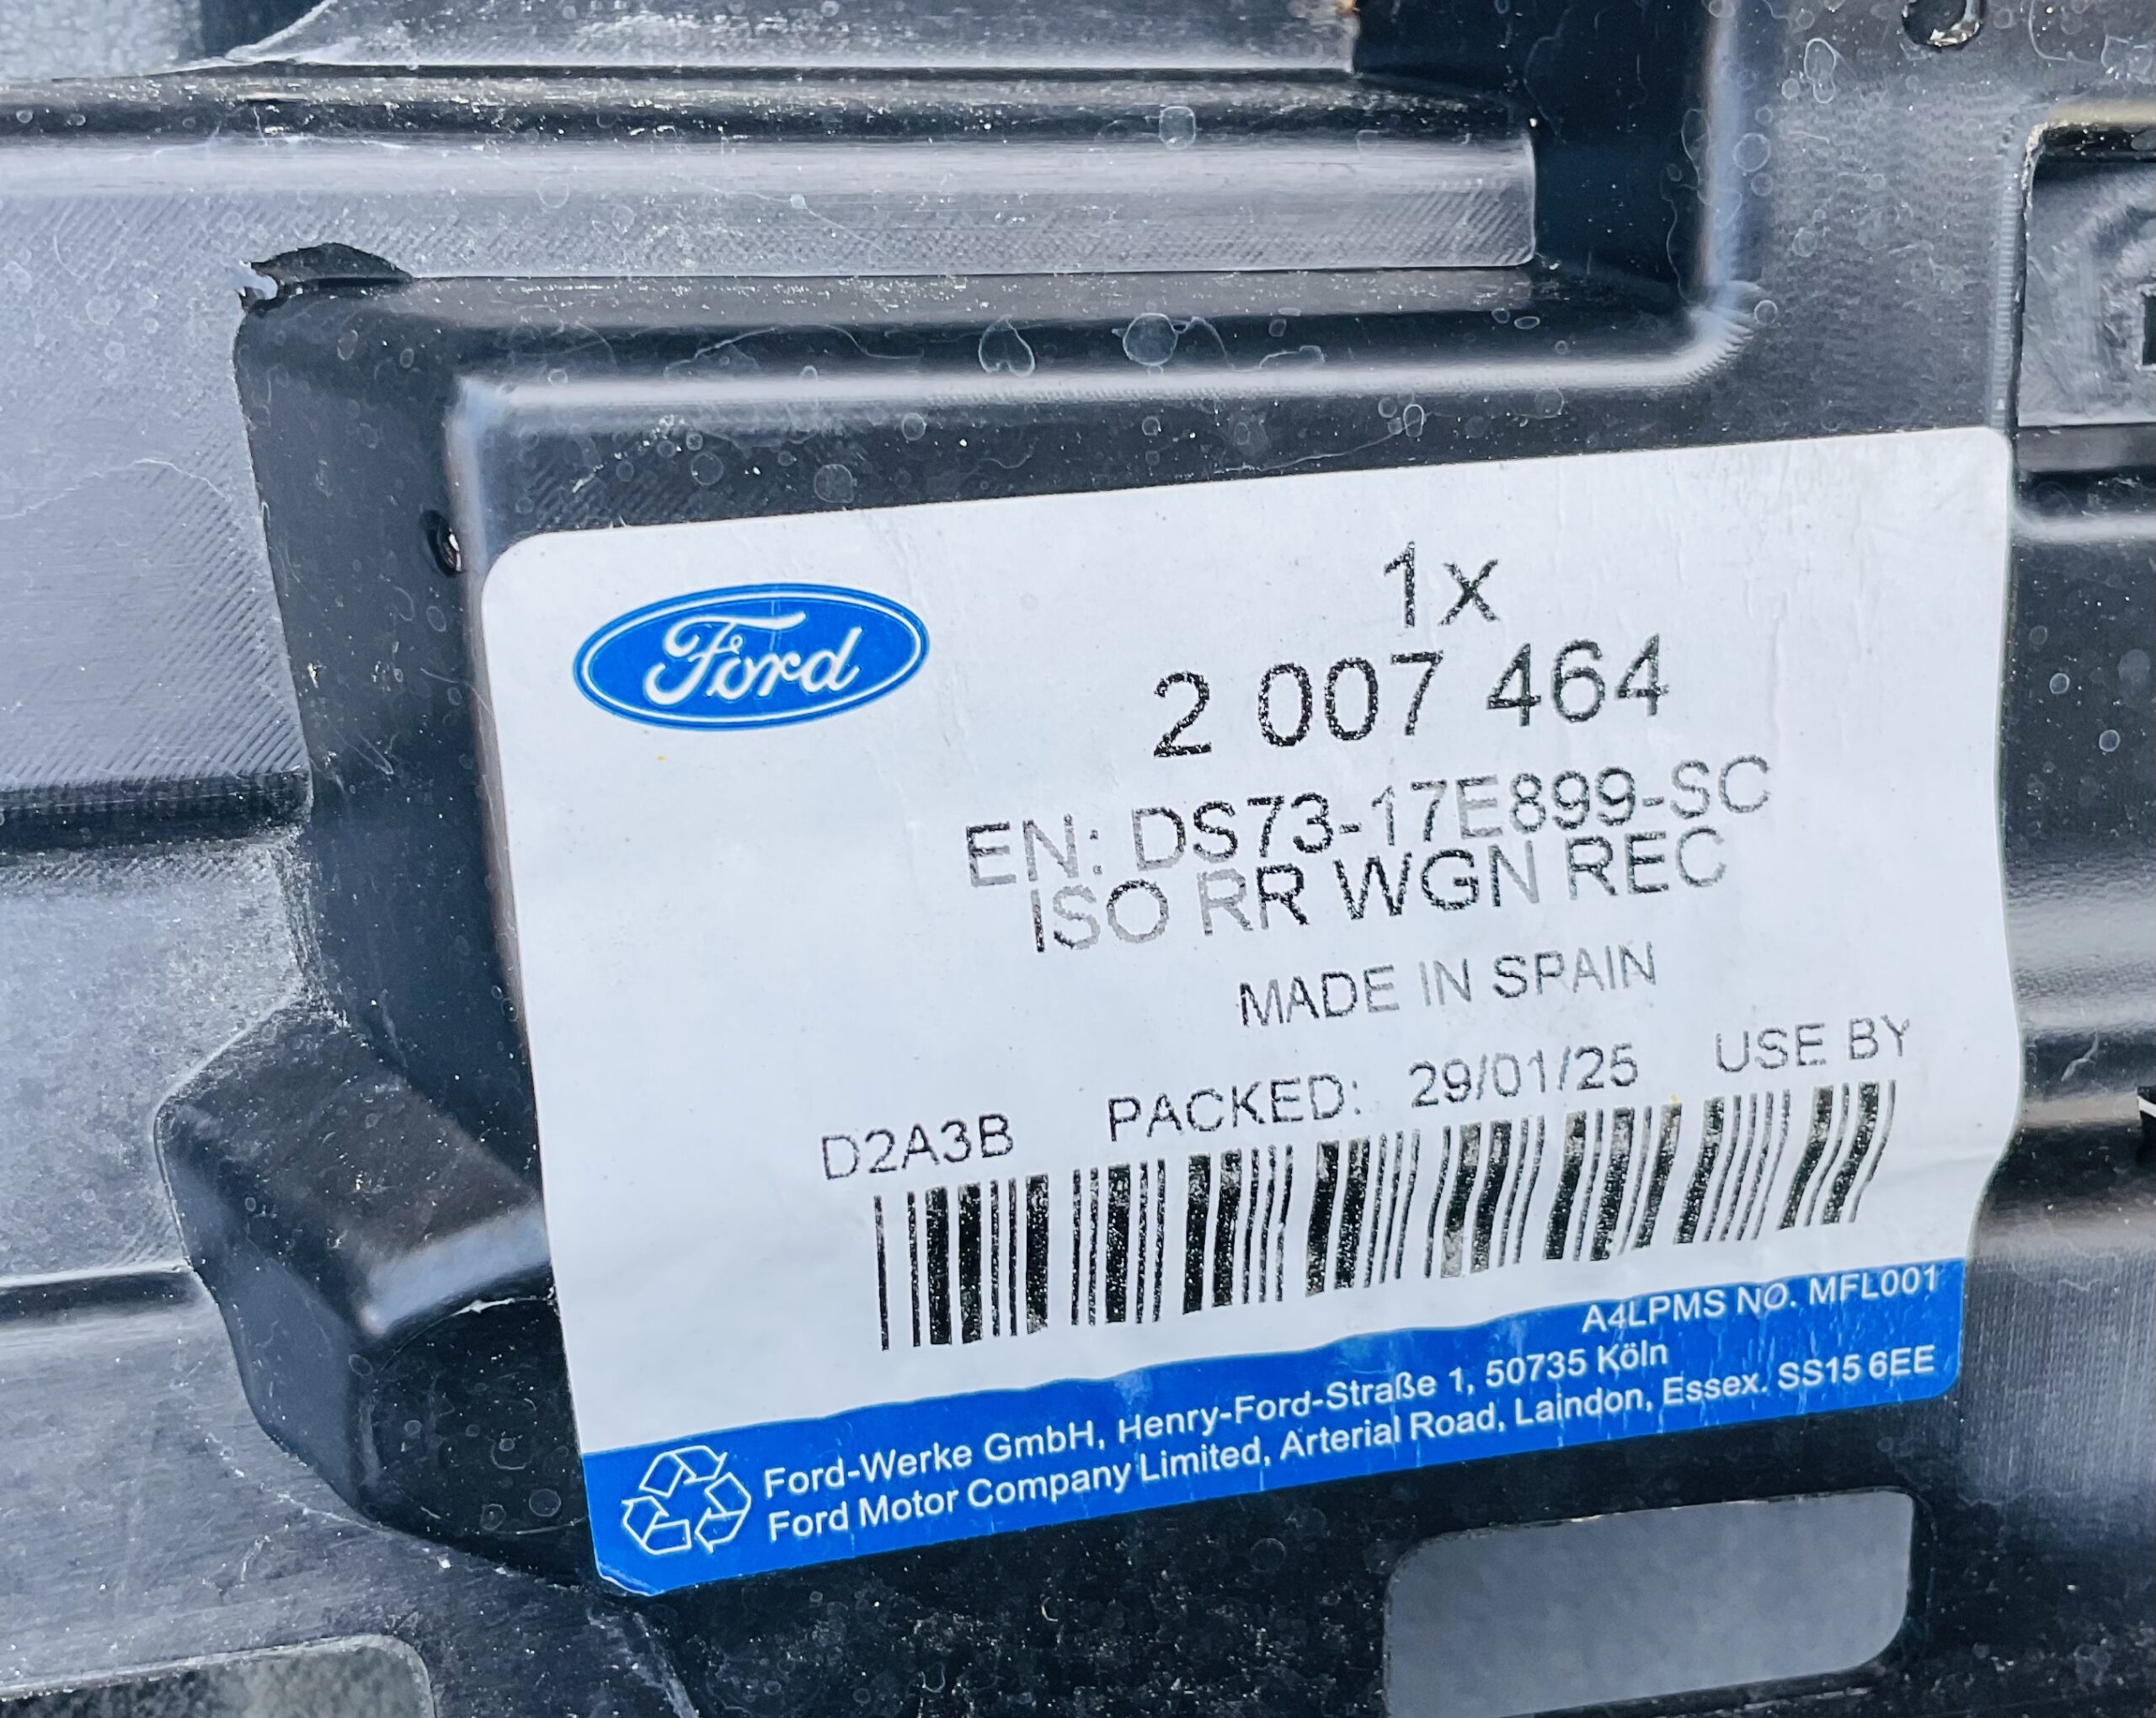 Ford
1x
2 007 464
EN: DS73-17E899-SC
ISO RR WGN REC
MADE IN SPAIN
D2A3B PACKED: 29/01/25 USE BY
A4LPMS NO. MFL001
Ford-Werke GmbH, Henry-Ford-Straße 1, 50735 Köln
Ford Motor Company Limited, Arterial Road, Laindon, Essex. SS15 6EE